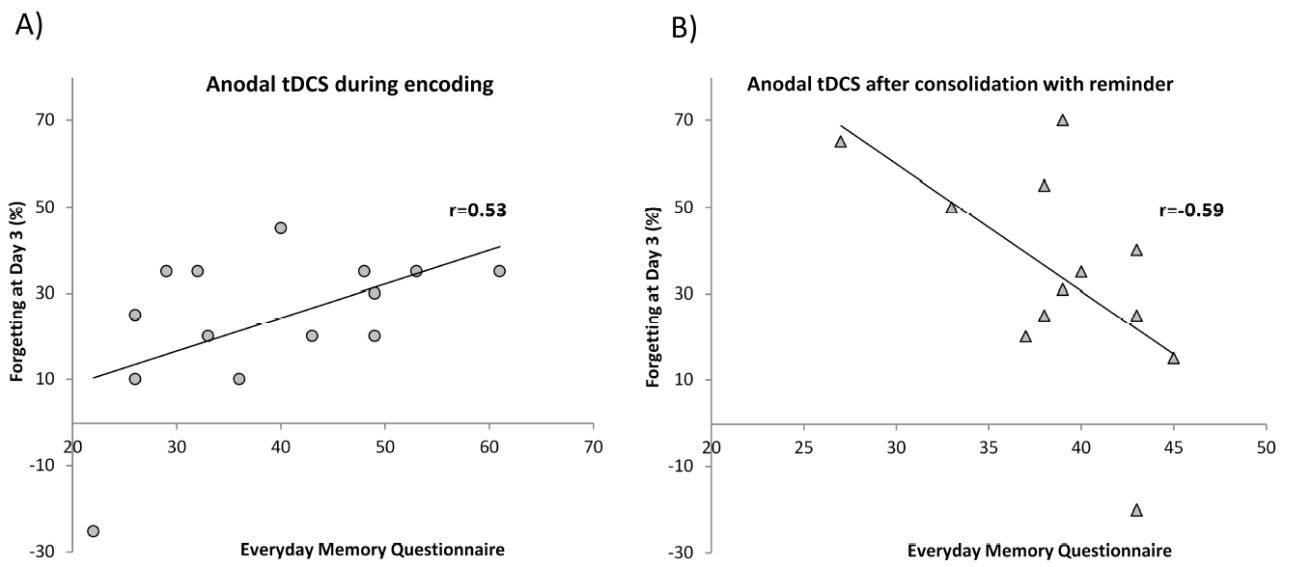 A)
Anodal tDCS during encoding
70
50
30
10
-10
-30
20
30
40
50
60
70
r=0.53
Forgetting at Day 3 (%)
Everyday Memory Questionnaire
B)
Anodal tDCS after consolidation with reminder
70
50
30
10
-10
-30
20
25
30
35
40
45
50
r=-0.59
Forgetting at Day 3 (%)
Everyday Memory Questionnaire